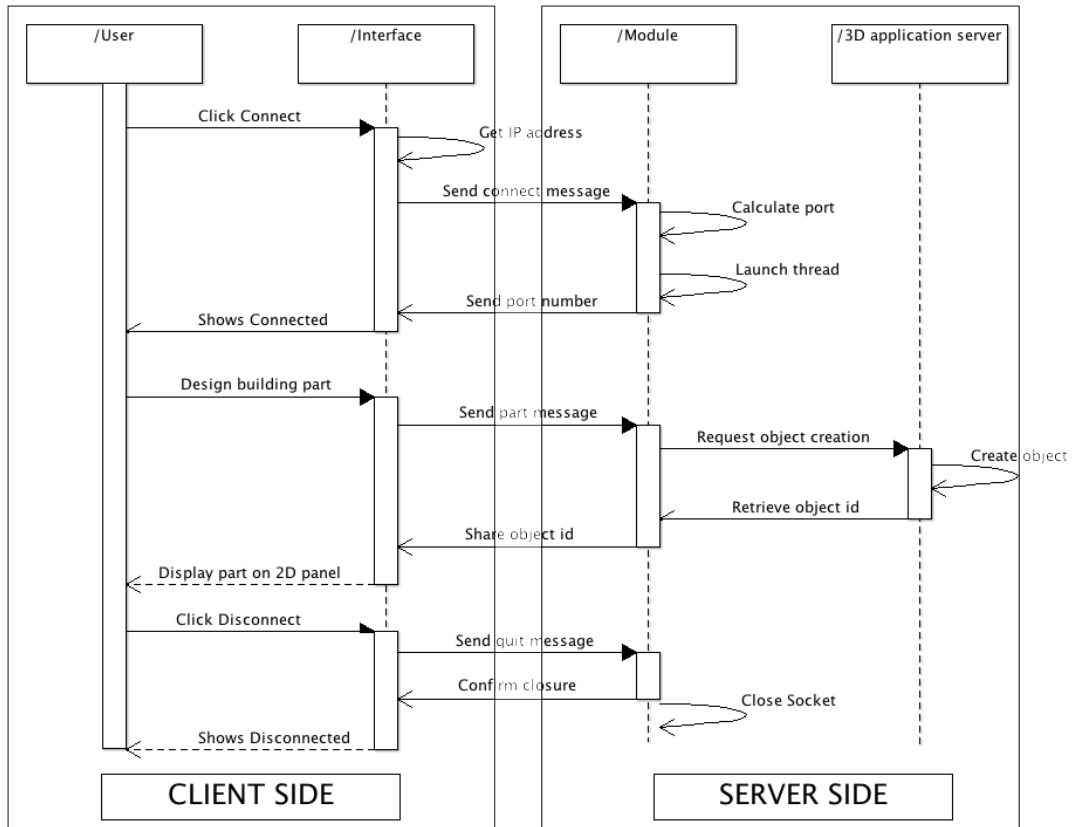 /User
/Interface
/Module
/3D application server
Click Connect
Get IP address
Send connect message
Calculate port
Launch thread
Send port number
Shows Connected
Design building part
Send part message
Request object creation
Create object
Retrieve object id
Share object id
Display part on 2D panel
Click Disconnect
Send quit message
Confirm closure
Close Socket
Shows Disconnected
CLIENT SIDE
SERVER SIDE